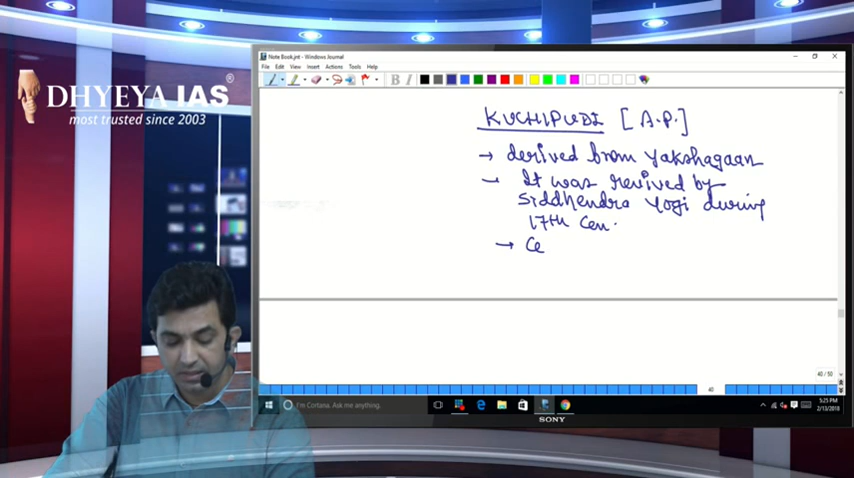 DHYEYA IAS®
most trusted since 2003
Note Book.jnt - Windows Journal
File Edit View Insert Actions Tools Help
KUCHIPUDI [A.P.]
→ derived from Yakshagaan
→ It was revived by
Siddhendra Yogi during
17th Cen.
→ Ce
40 / 50
40
I'm Cortana. Ask me anything.
5:25 PM
2/13/2018
SONY